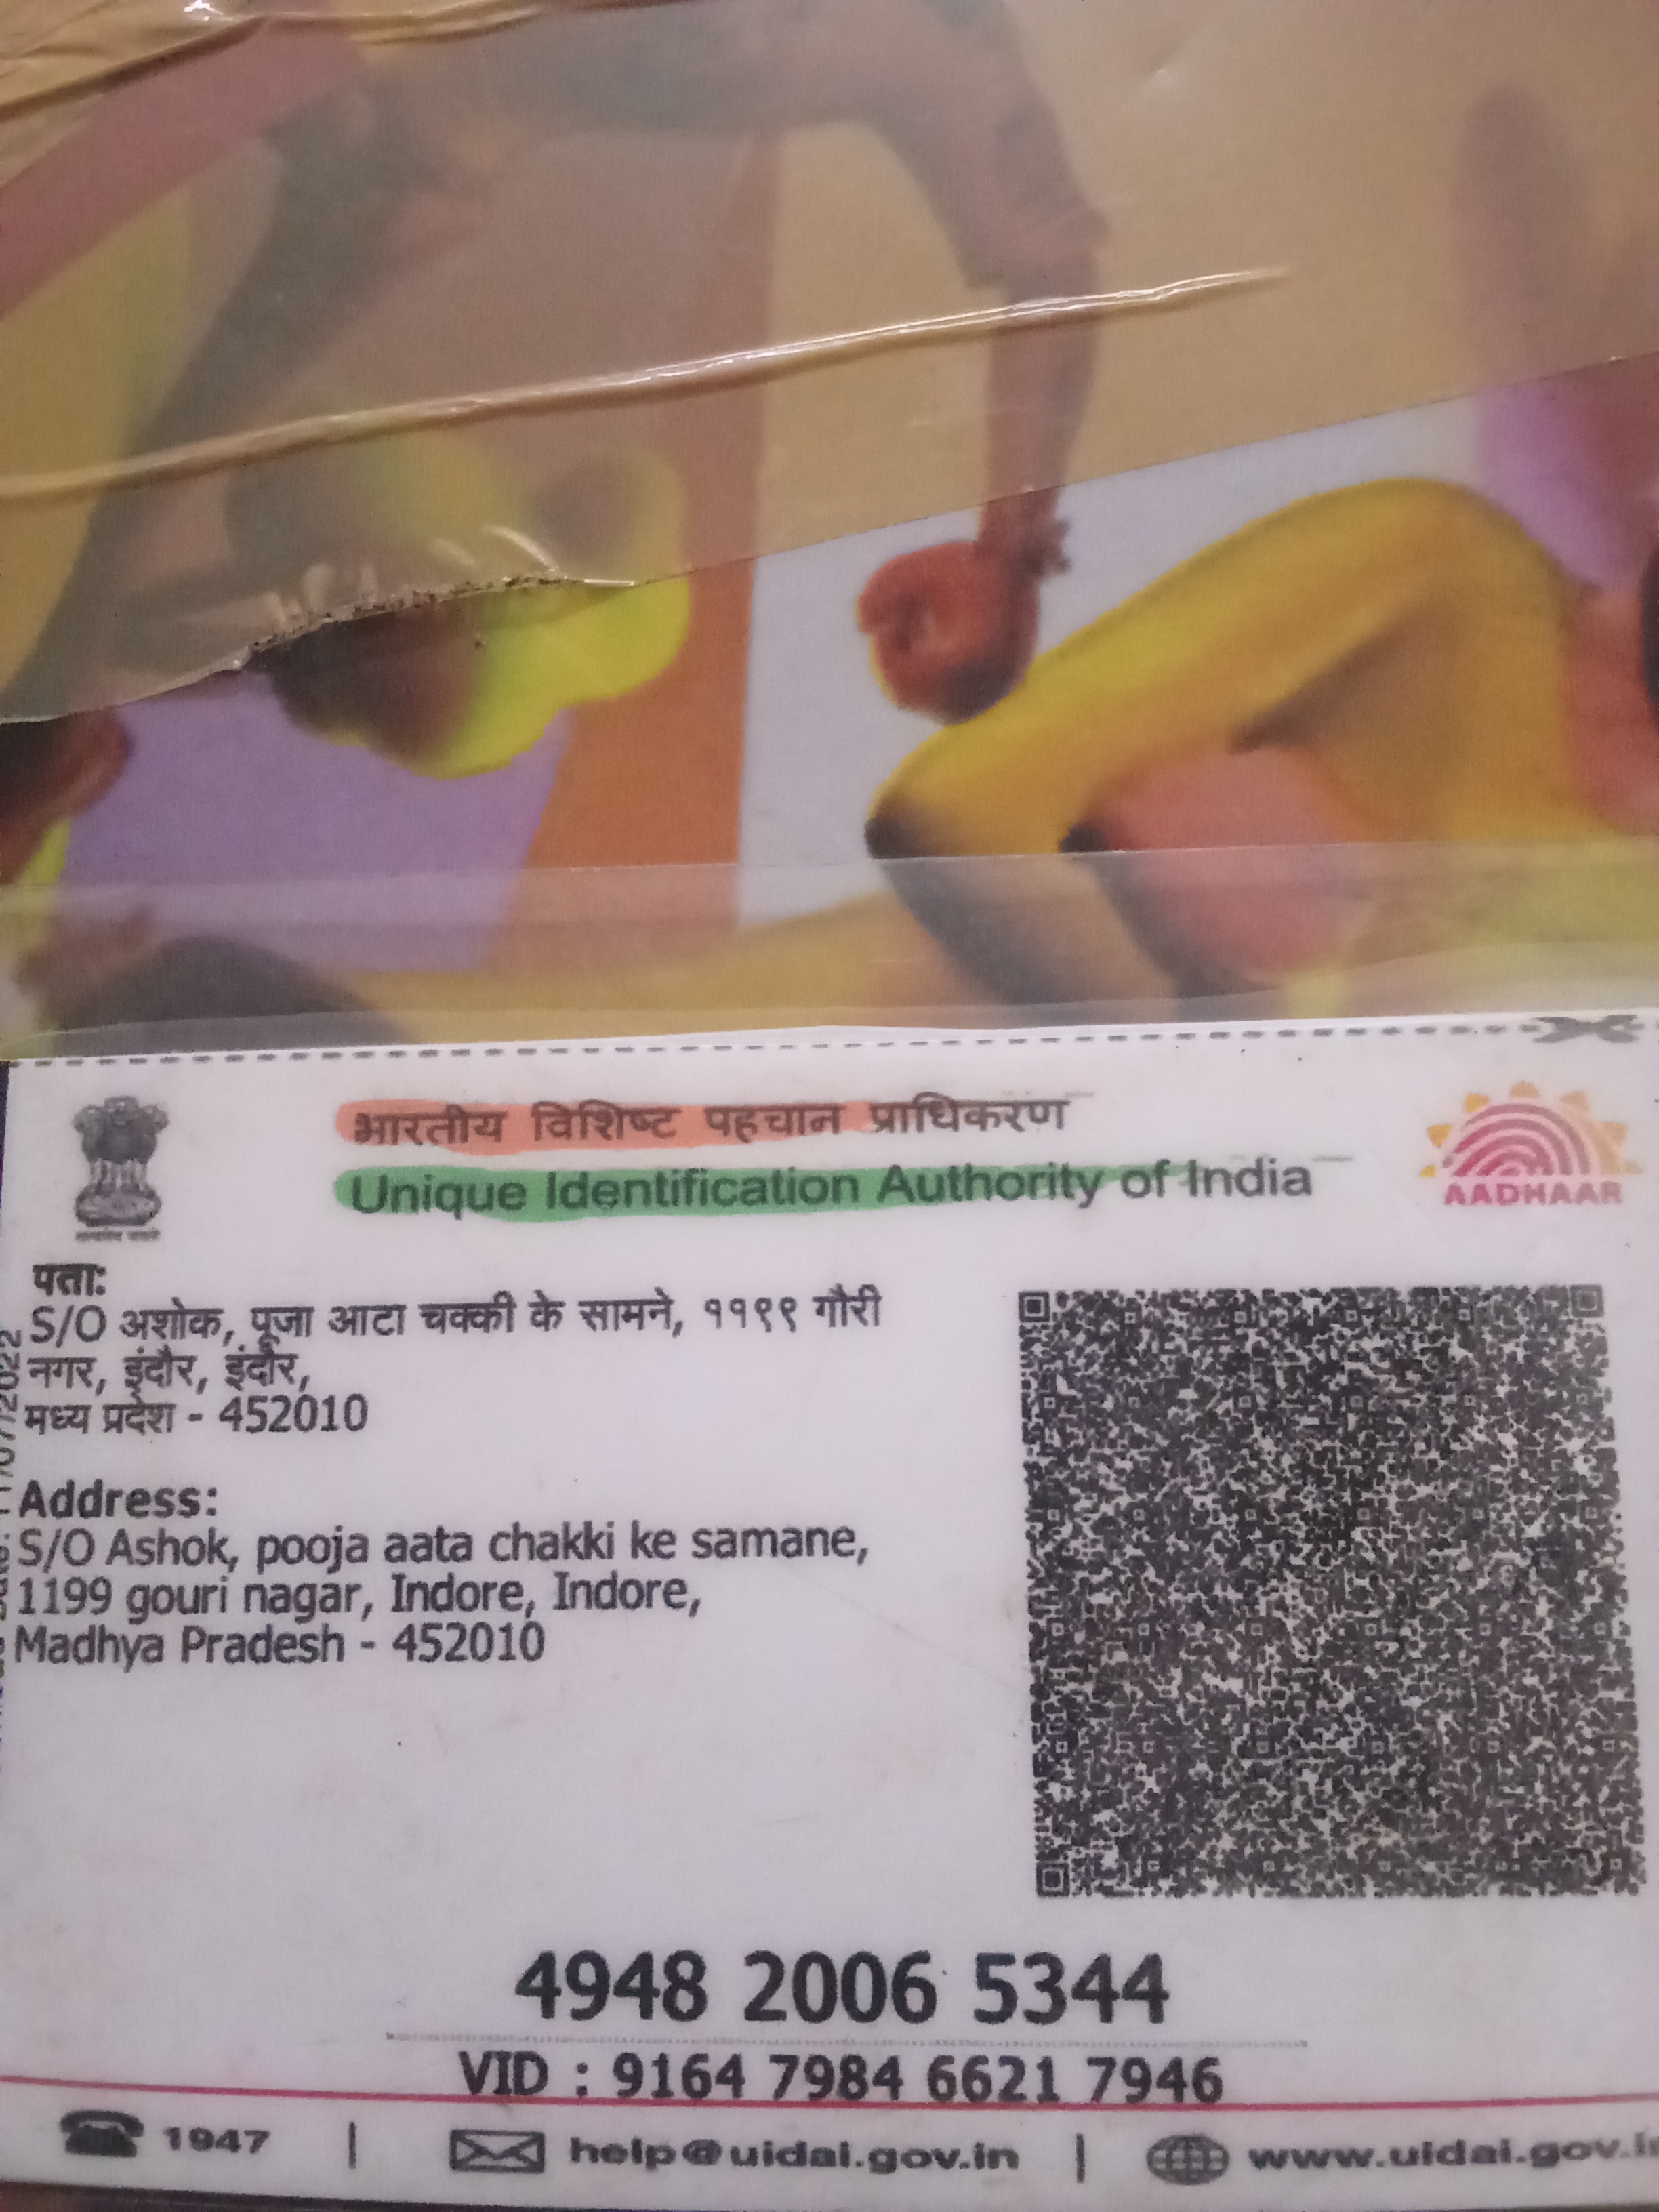 भारतीय विशिष्ट पहचान प्राधिकरण
Unique Identification Authority of India
AADHAAR
पता:
S/O अशोक, पूजा आटा चक्की के सामने, ११९९ गौरी
नगर, इंदौर, इंदौर,
मध्य प्रदेश - 452010
Address:
S/O Ashok, pooja aata chakki ke samane,
1199 gouri nagar, Indore, Indore,
Madhya Pradesh - 452010
4948 2006 5344
VID : 9164 7984 6621 7946
1947 | help@uidai.gov.in | www.uidai.gov.in